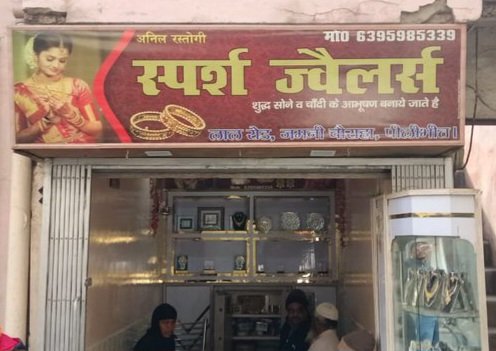 अनिल रस्तोगी
मो0 6395985339
स्पर्श ज्वैलर्स
शुद्ध सोने व चाँदी के आभूषण बनाये जाते है
लाल रोड, जमनी चौराहा, पीलीभीत।